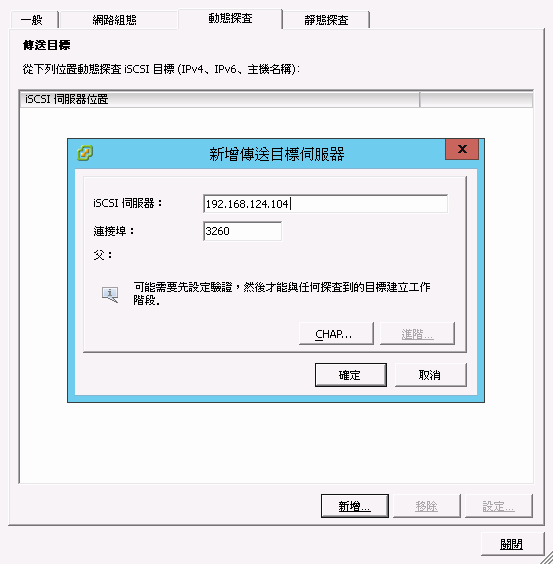 一般
網路組態
動態探查
靜態探查
傳送目標
從下列位置動態探查 iSCSI 目標 (IPv4、IPv6、主機名稱):
iSCSI 伺服器位置
新增傳送目標伺服器
x
iSCSI 伺服器：
192.168.124.104
連接埠：
3260
父：
可能需要先設定驗證，然後才能與任何探查到的目標建立工作
階段.
CHAP...
進階...
確定
取消
新增...
移除
設定...
關閉